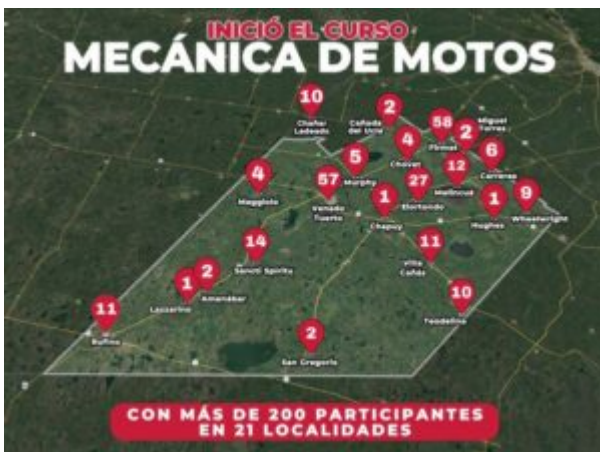 INICIÓ EL CURSO
MECÁNICA DE MOTOS
10
Chañar
Ladeado
2
Cañada
del Ucle
58
Firmat
2
Miguel
Torres
4
Chovet
6
Carreras
5
Murphy
12
Melincué
4
Maggiolo
57
Venado
Tuerto
27
Elortondo
1
Chapuy
1
Hughes
9
Wheelwright
14
Sancti Spiritu
11
Villa
Cañás
1
Lazzarino
2
Amenábar
10
Teodelina
11
Rufino
2
San Gregorio
CON MÁS DE 200 PARTICIPANTES
EN 21 LOCALIDADES